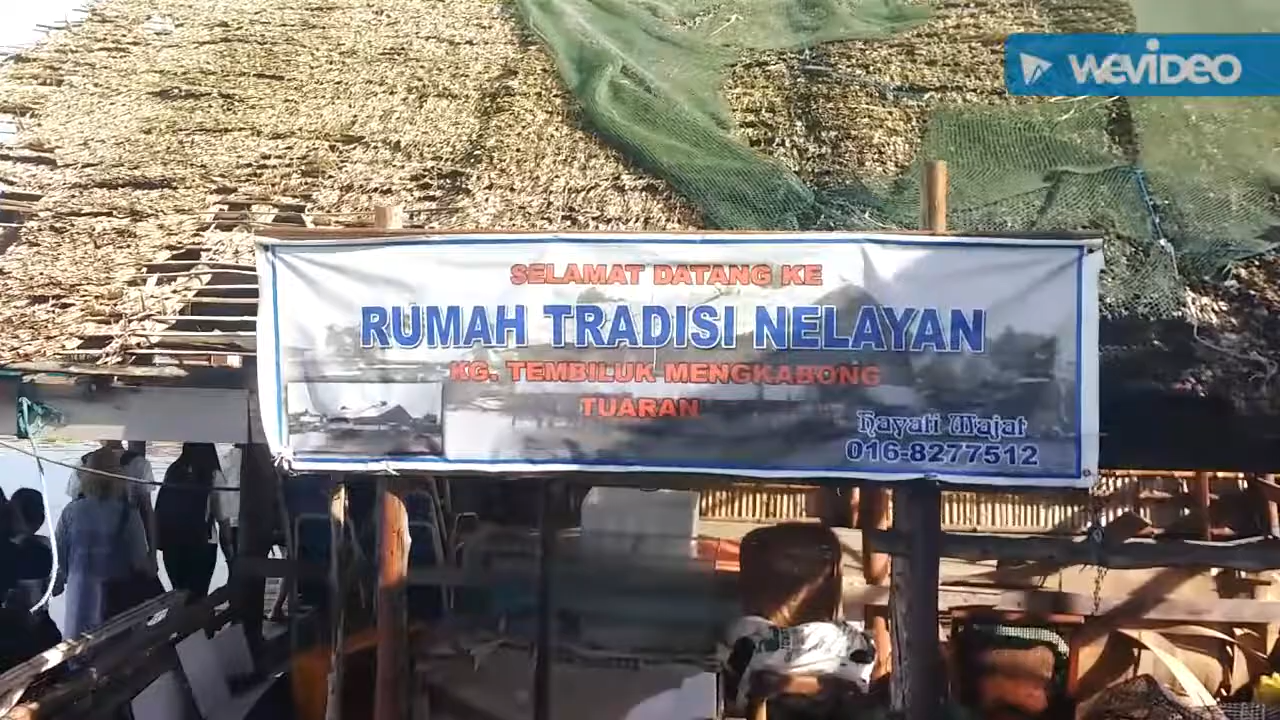 WEVIDEO
SELAMAT DATANG KE
RUMAH TRADISI NELAYAN
KG. TEMBILUK MENGKABONG
TUARAN
Hayati Majat
016-8277512